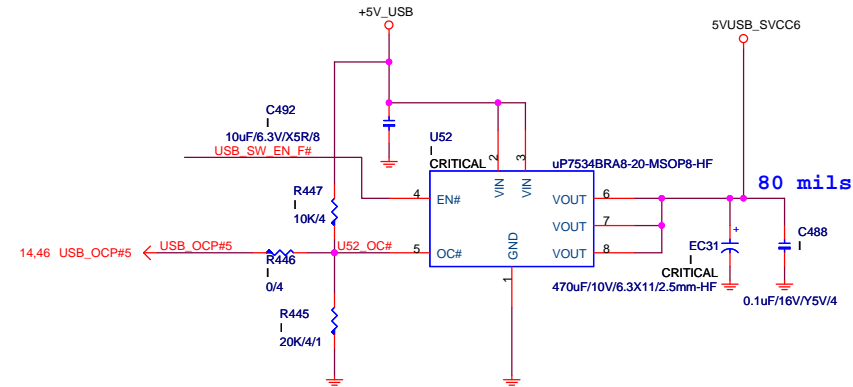 +5V_USB
5VUSB_SVCC6
C492
I
10uF/6.3V/X5R/8
USB_SW_EN_F#
U52
I
CRITICAL
uP7534BRA8-20-MSOP8-HF
2
3
VIN
VIN
80 mils
R447
I
10K/4
4
EN#
VOUT
6
VOUT
7
14,46 USB_OCP#5
USB_OCP#5
U52_OC#
5
OC#
GND
VOUT
8
R446
I
0/4
1
EC31
I
CRITICAL
+
C488
I
470uF/10V/6.3X11/2.5mm-HF
0.1uF/16V/Y5V/4
R445
I
20K/4/1